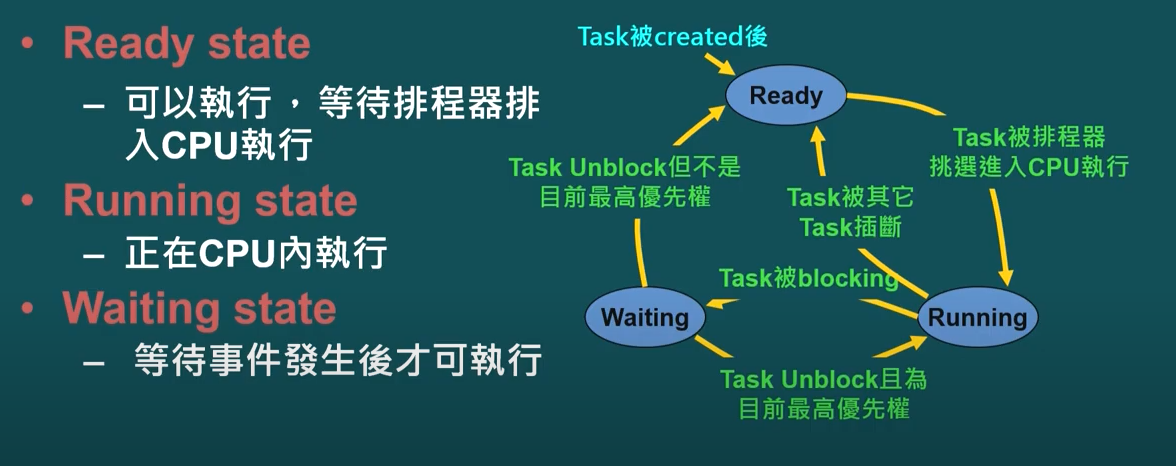 • Ready state
– 可以執行，等待排程器排
入CPU執行
• Running state
– 正在CPU內執行
• Waiting state
– 等待事件發生後才可執行
Task被created後
Ready
Task被排程器
挑選進入CPU執行
Task Unblock但不是
目前最高優先權
Task被其它
Task插斷
Task被blocking
Waiting
Running
Task Unblock且為
目前最高優先權